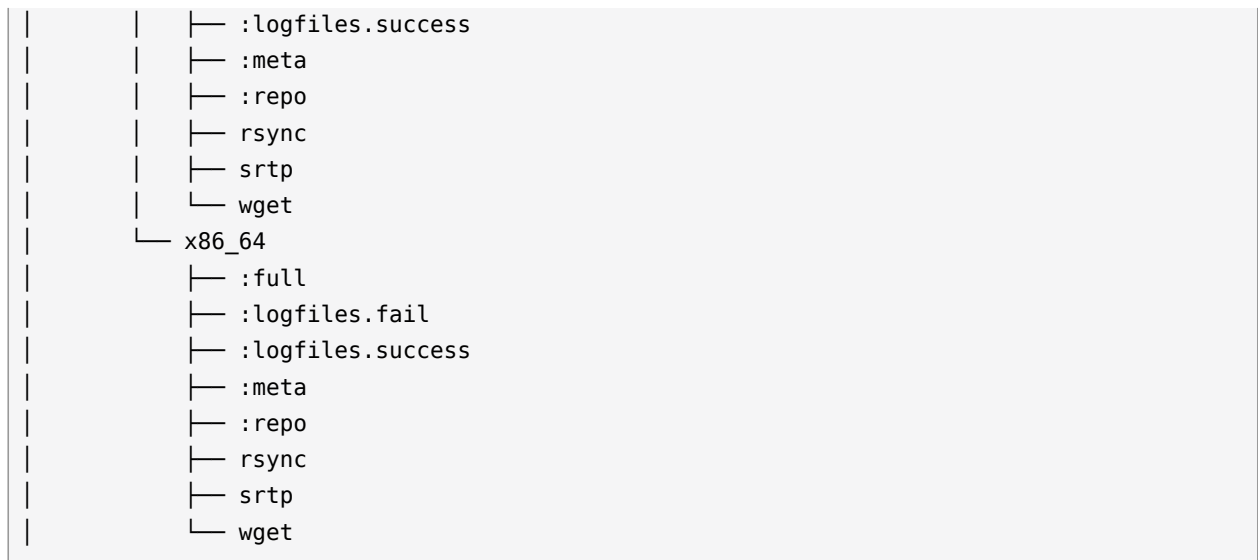 │       │   ├── :logfiles.success
│       │   ├── :meta
│       │   ├── :repo
│       │   ├── rsync
│       │   ├── srtp
│       │   └── wget
│       └── x86_64
│           ├── :full
│           ├── :logfiles.fail
│           ├── :logfiles.success
│           ├── :meta
│           ├── :repo
│           ├── rsync
│           ├── srtp
│           └── wget